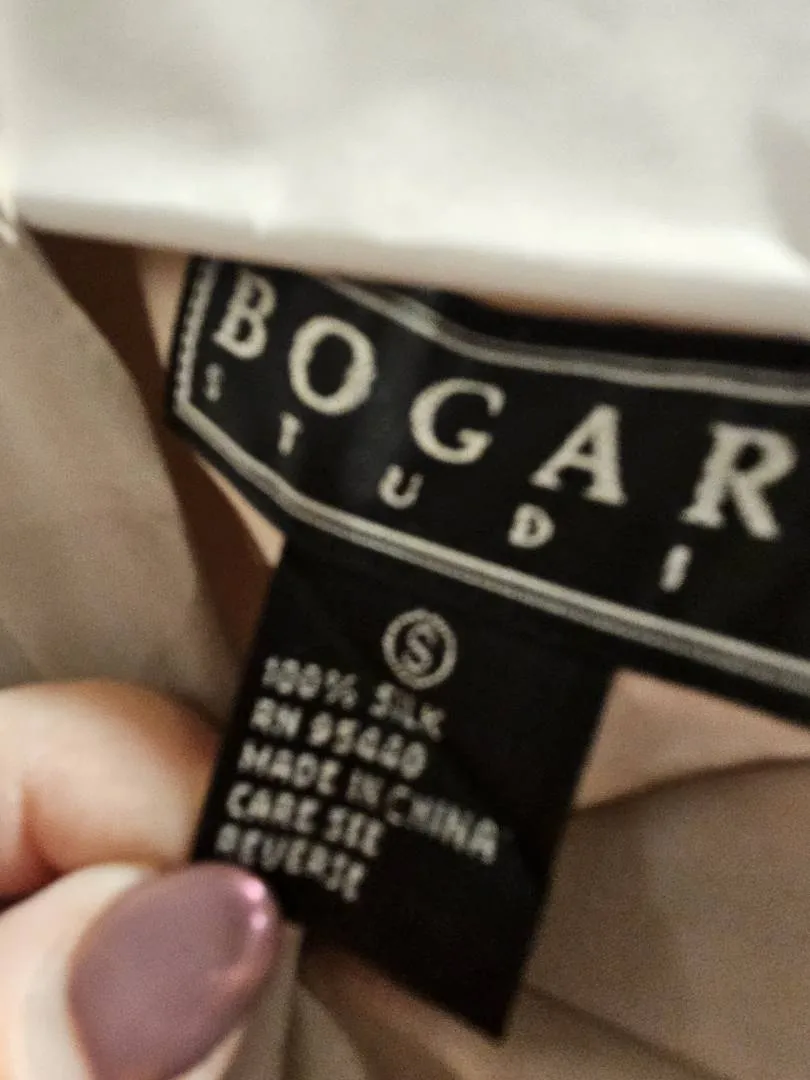 BOGAR
STUDI
S
100% SILK
RN 95440
MADE IN CHINA
CARE SEE
REVERSE